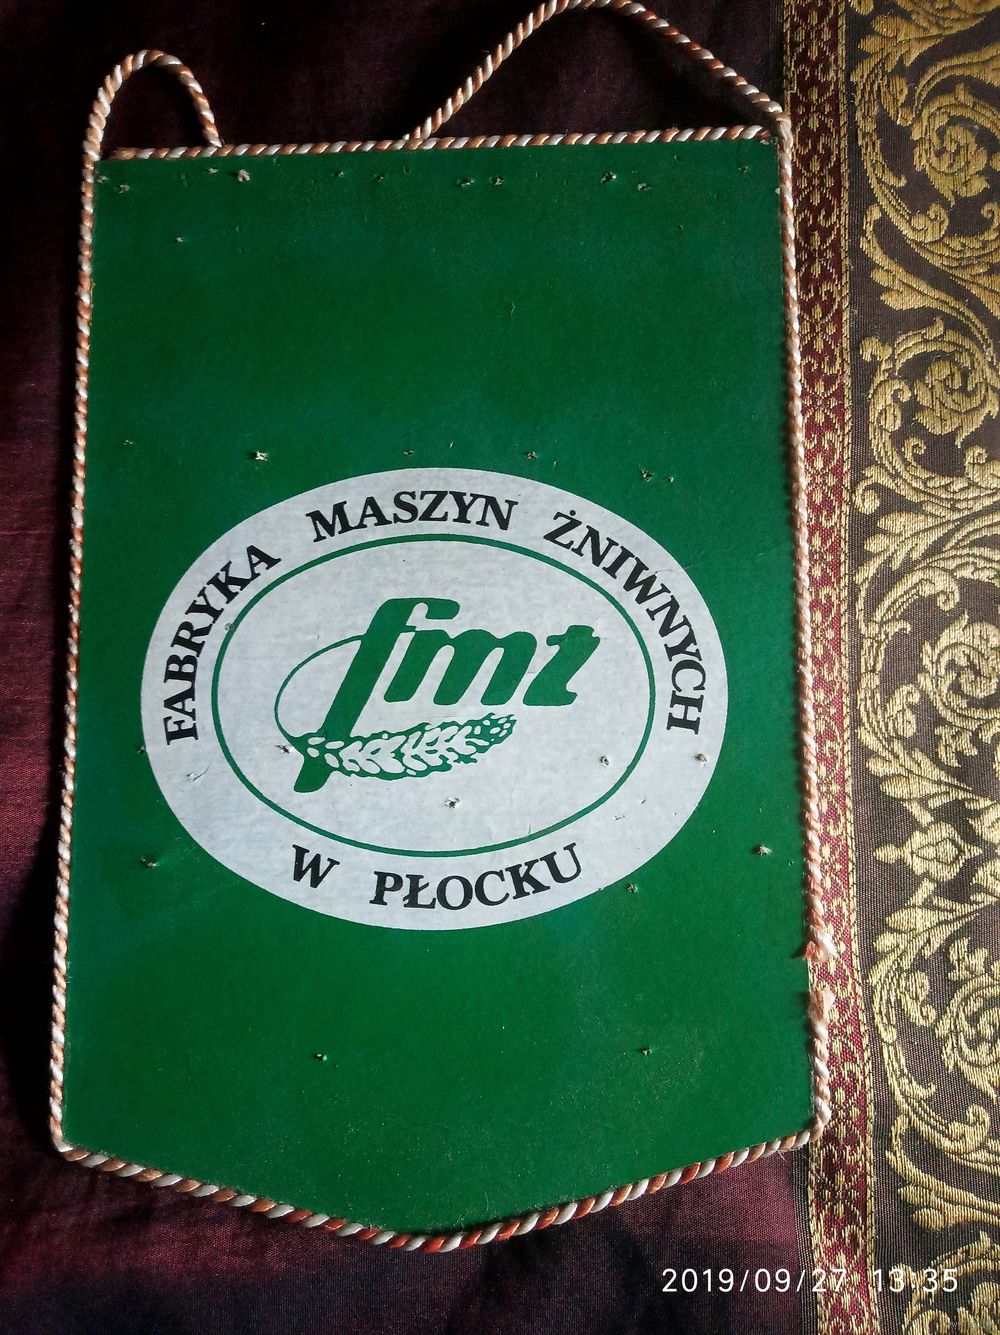 FABRYKA MASZYN ŻNIWNYCH
fmż
W PŁOCKU
2019/09/27 13:35